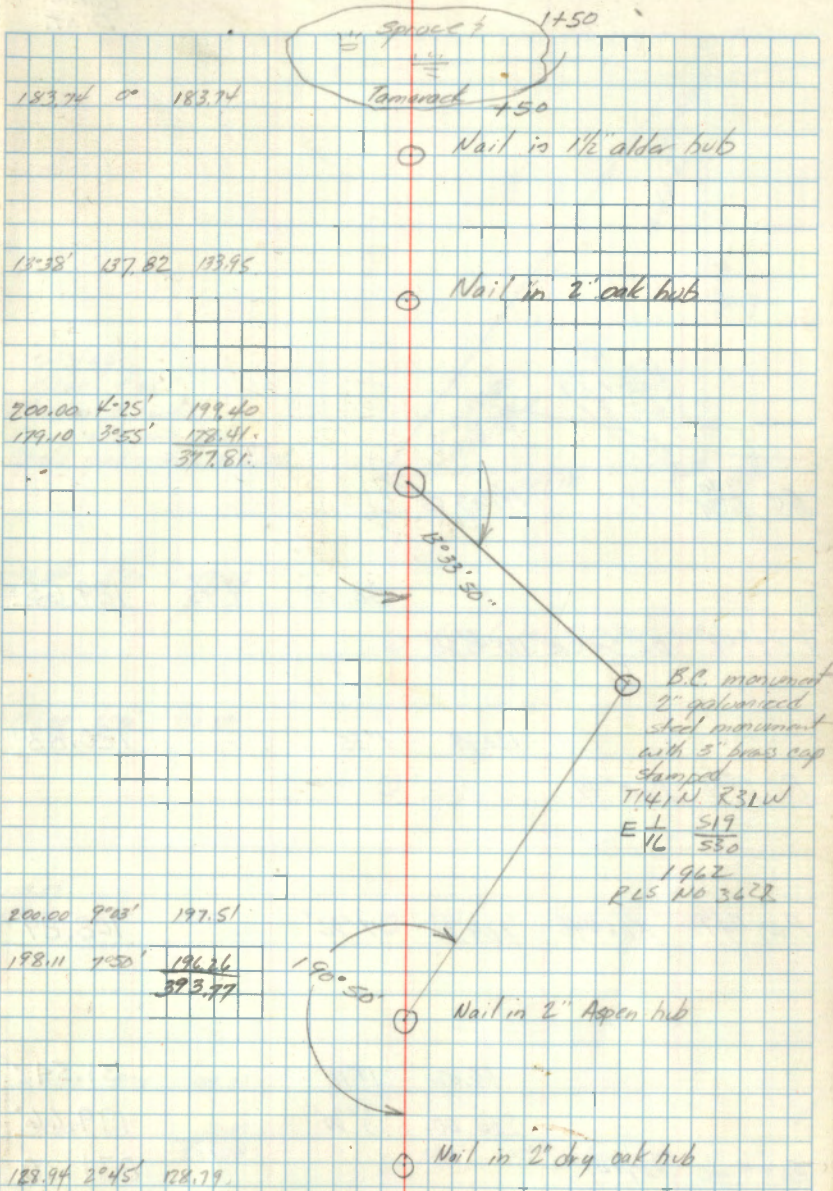 1+50
Spruce &
Tamarack
+50
183.74 0° 183.74
Nail is 1½" alder hub
13°38' 137.82 133.95
Nail in 2" oak hub
200.00 4°25' 199.40
179.10 3°55' 178.41
377.81
13°33'50"
B.C. monument
2" galvanized
steel monument
with 3" brass cap
stamped
T141N R31W
E 1/16 S19/S30
1962
RLS NO 3628
200.00 9°03' 197.51
198.11 7°50' 196.26
393.77
190°50'
Nail in 2" Aspen hub
Nail in 2" dry oak hub
128.94 2°45' 128.79